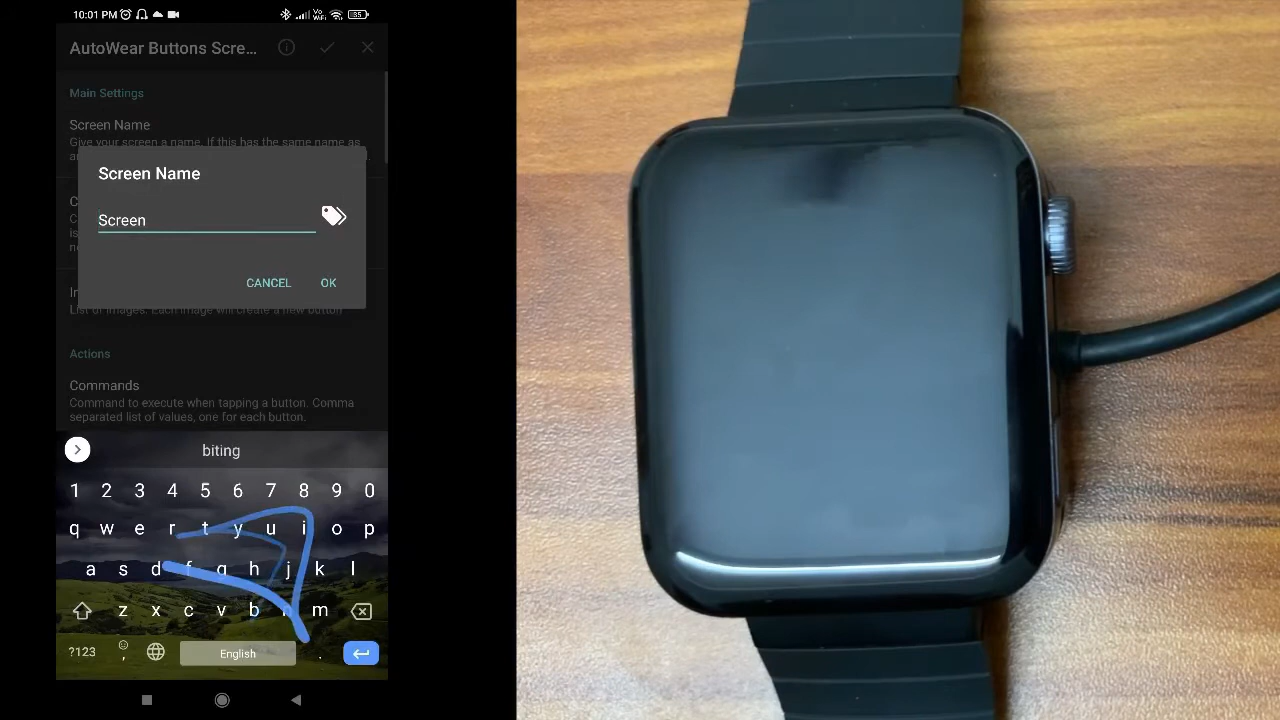 10:01 PM
Vo WiFi 35
AutoWear Buttons Scre...
Main Settings
Screen Name
Give your screen a name. If this has the same name as
Screen Name
Screen
CANCEL OK
List of images. Each image will create a new button
Actions
Commands
Command to execute when tapping a button. Comma
separated list of values, one for each button.
biting
1 2 3 4 5 6 7 8 9 0
q w e r t y u i o p
a s d f g h j k l
z x c v b n m
?123 , English .